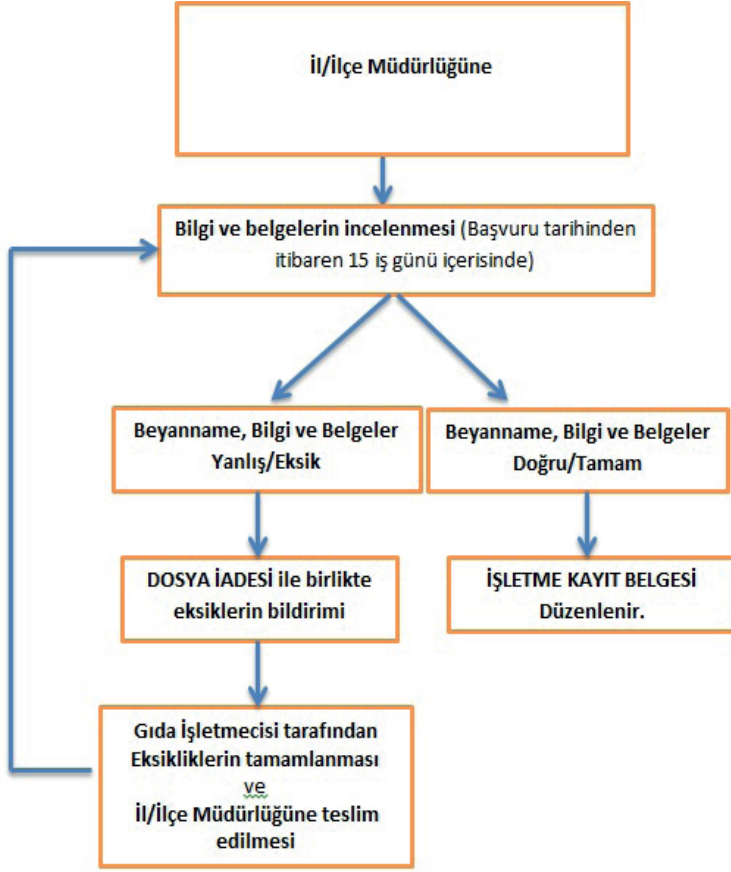 İl/İlçe Müdürlüğüne
Bilgi ve belgelerin incelenmesi (Başvuru tarihinden
itibaren 15 iş günü içerisinde)
Beyanname, Bilgi ve Belgeler
Yanlış/Eksik
Beyanname, Bilgi ve Belgeler
Doğru/Tamam
DOSYA İADESİ ile birlikte
eksiklerin bildirimi
İŞLETME KAYIT BELGESİ
Düzenlenir.
Gıda İşletmecisi tarafından
Eksikliklerin tamamlanması
ve
İl/İlçe Müdürlüğüne teslim
edilmesi